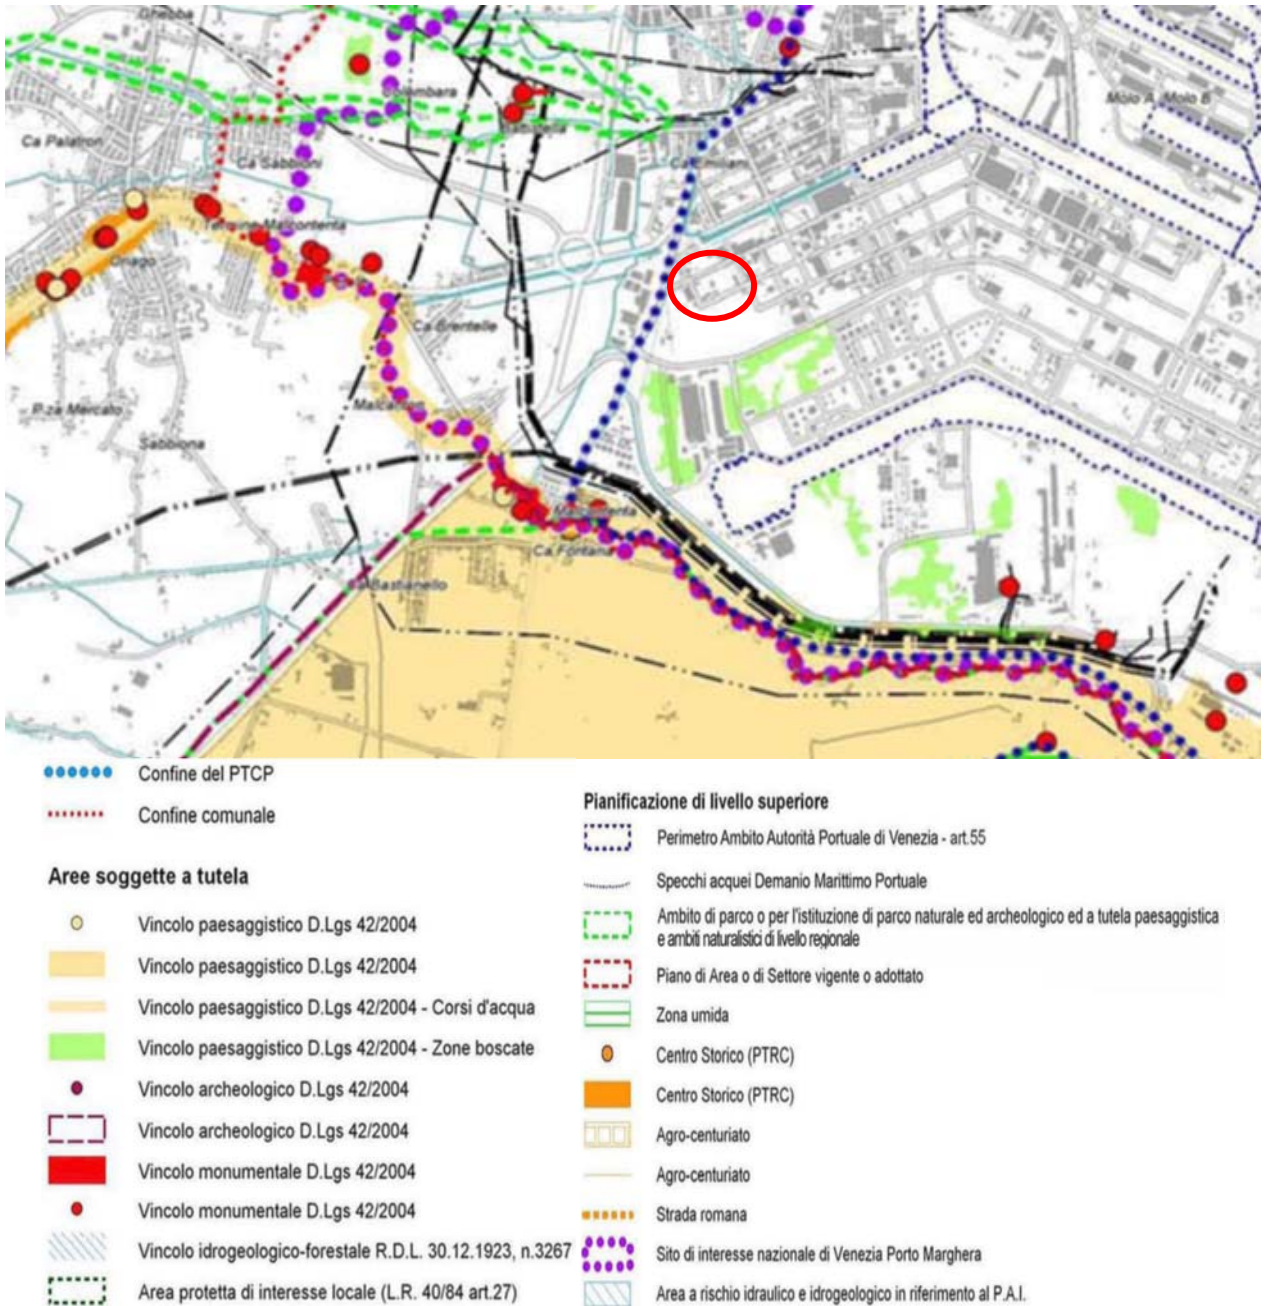 Ghebba
Colombara
Molo A
Molo B
Ca Palatron
Ca Sabbioni
Ca Emiliani
Malcontenta
Oriago
Ca Brentelle
P.za Mercato
Sabbiona
Malcontenta
Ca Fontana
Ca Bastianello
Confine del PTCP
Confine comunale
Aree soggette a tutela
Vincolo paesaggistico D.Lgs 42/2004
Vincolo paesaggistico D.Lgs 42/2004
Vincolo paesaggistico D.Lgs 42/2004 - Corsi d'acqua
Vincolo paesaggistico D.Lgs 42/2004 - Zone boscate
Vincolo archeologico D.Lgs 42/2004
Vincolo archeologico D.Lgs 42/2004
Vincolo monumentale D.Lgs 42/2004
Vincolo monumentale D.Lgs 42/2004
Vincolo idrogeologico-forestale R.D.L. 30.12.1923, n.3267
Area protetta di interesse locale (L.R. 40/84 art.27)
Pianificazione di livello superiore
Perimetro Ambito Autorità Portuale di Venezia - art.55
Specchi acquei Demanio Marittimo Portuale
Ambito di parco o per l'istituzione di parco naturale ed archeologico ed a tutela paesaggistica
e ambiti naturalistici di livello regionale
Piano di Area o di Settore vigente o adottato
Zona umida
Centro Storico (PTRC)
Centro Storico (PTRC)
Agro-centuriato
Agro-centuriato
Strada romana
Sito di interesse nazionale di Venezia Porto Marghera
Area a rischio idraulico e idrogeologico in riferimento al P.A.I.